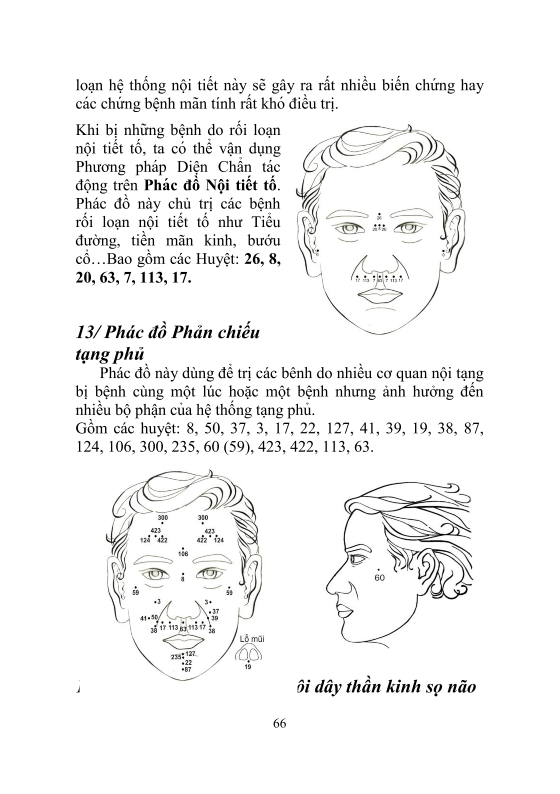 loạn hệ thống nội tiết này sẽ gây ra rất nhiều biến chứng hay
các chứng bệnh mãn tính rất khó điều trị.
Khi bị những bệnh do rối loạn
nội tiết tố, ta có thể vận dụng
Phương pháp Diện Chẩn tác
động trên Phác đồ Nội tiết tố.
Phác đồ này chủ trị các bệnh
rối loạn nội tiết tố như Tiểu
đường, tiền mãn kinh, bướu
cổ…Bao gồm các Huyệt: 26, 8,
20, 63, 7, 113, 17.
26
17 113 7 63 7 113 17
13/ Phác đồ Phản chiếu
tạng phủ
Phác đồ này dùng để trị các bênh do nhiều cơ quan nội tạng
bị bệnh cùng một lúc hoặc một bệnh nhưng ảnh hưởng đến
nhiều bộ phận của hệ thống tạng phủ.
Gồm các huyệt: 8, 50, 37, 3, 17, 22, 127, 41, 39, 19, 38, 87,
124, 106, 300, 235, 60 (59), 423, 422, 113, 63.
300 300
423 423
124 422 422 124
106
8
59 59
3 3
37
41 50 39
38 17 113 63 113 17 38
Lỗ mũi
127
235
22
87
19
60
ôi dây thần kinh sọ não
66